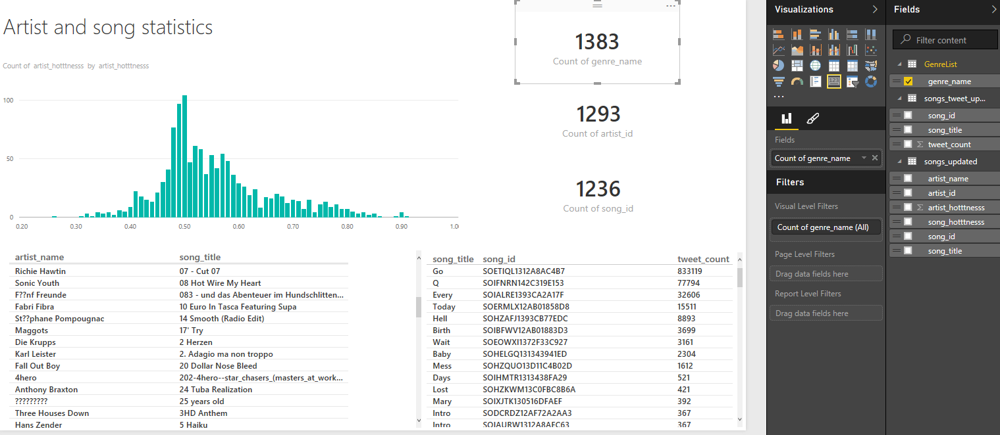 Artist and song statistics
Count of artist_hotttnesss by artist_hotttnesss
100
50
0
0.20 0.30 0.40 0.50 0.60 0.70 0.80 0.90
1383
Count of genre_name
1293
Count of artist_id
1236
Count of song_id
artist_name song_title
Richie Hawtin 07 - Cut 07
Sonic Youth 08 Hot Wire My Heart
F??nf Freunde 083 - und das Abenteuer im Hundschlitten...
Fabri Fibra 10 Euro In Tasca Featuring Supa
St??phane Pompougnac 14 Smooth (Radio Edit)
Maggots 17' Try
Die Krupps 2 Herzen
Karl Leister 2. Adagio ma non troppo
Fall Out Boy 20 Dollar Nose Bleed
4hero 202-4hero--star_chasers_(masters_at_work...
Anthony Braxton 24 Tuba Realization
????????? 25 years old
Three Houses Down 3HD Anthem
Hans Zender 5 Haiku
song_title song_id tweet_count
Go SOETIQL1312A8AC4B7 833119
Q SOIFNRN142C319E153 77794
Every SOIALRE1393CA2A17F 32606
Today SOERMLX12AB01858D8 15511
Hell SOHZAFJ1393CB77EDC 8893
Birth SOIBFWV12AB01883D3 3699
Wait SOEOWXI1372F33C927 3161
Baby SOHELGQ131343941ED 2304
Mess SOHZQUO13D11C4B02D 1612
Days SOIHMTR1313438FA29 521
Lost SOHZKWM13C0FBC8B6A 421
Mary SOIXJTK130516DFAEF 392
Intro SODCRDZ12AF72A2AA3 367
Intro SOIAURW1312A8AFC63 367
Visualizations
123
Fields
Count of genre_name
Filters
Visual Level Filters
Count of genre_name (All)
Page Level Filters
Drag data fields here
Report Level Filters
Drag data fields here
Fields
Filter content
GenreList
genre_name
songs_tweet_up...
song_id
song_title
Σ tweet_count
songs_updated
artist_name
artist_id
Σ artist_hotttnesss
song_hotttnesss
song_id
song_title